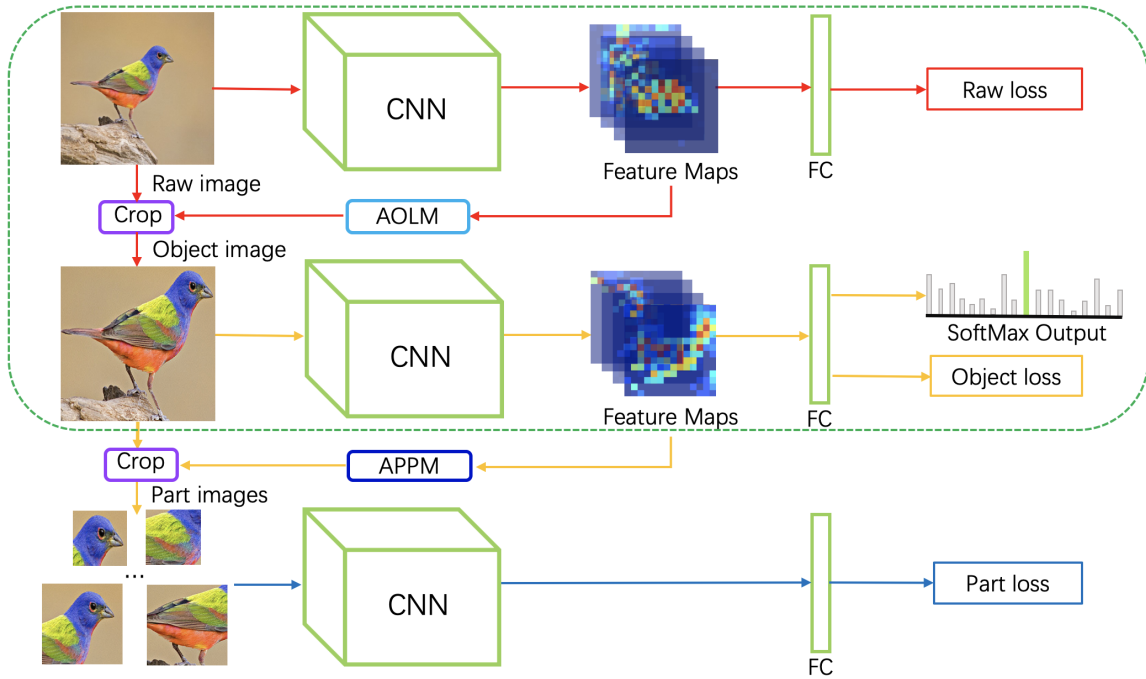 CNN
Feature Maps
FC
Raw loss
Raw image
Crop
AOLM
Object image
CNN
Feature Maps
FC
SoftMax Output
Object loss
Crop
APPM
Part images
...
CNN
FC
Part loss